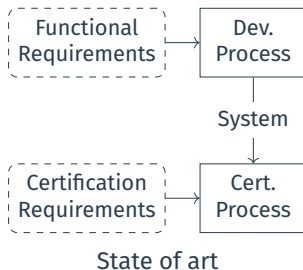 Functional
Requirements
Dev.
Process
System
Certification
Requirements
Cert.
Process
State of art